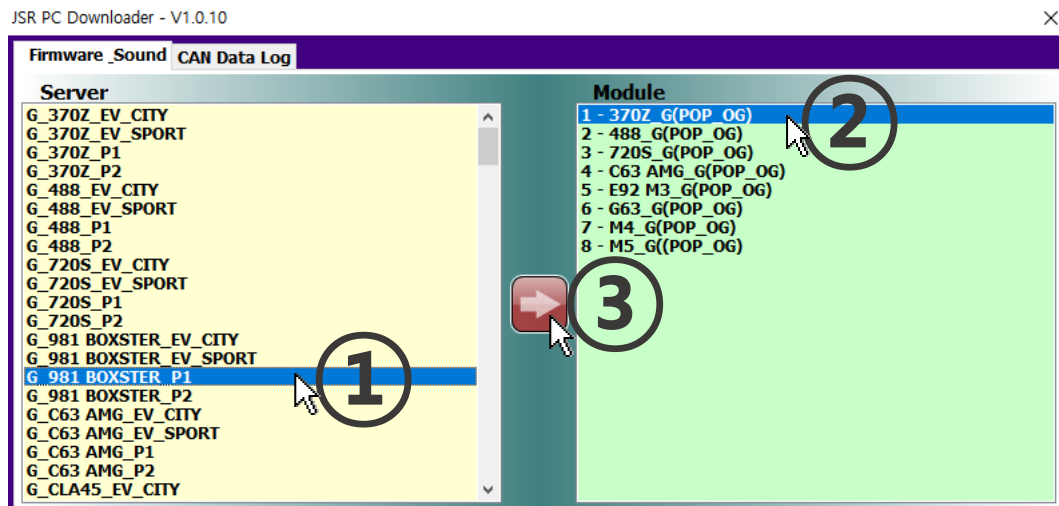 JSR PC Downloader - V1.0.10
Firmware _Sound
CAN Data Log
Server
G_370Z_EV_CITY
G_370Z_EV_SPORT
G_370Z_P1
G_370Z_P2
G_488_EV_CITY
G_488_EV_SPORT
G_488_P1
G_488_P2
G_720S_EV_CITY
G_720S_EV_SPORT
G_720S_P1
G_720S_P2
G_981 BOXSTER_EV_CITY
G_981 BOXSTER_EV_SPORT
G_981 BOXSTER_P1
G_981 BOXSTER_P2
G_C63 AMG_EV_CITY
G_C63 AMG_EV_SPORT
G_C63 AMG_P1
G_C63 AMG_P2
G_CLA45_EV_CITY
①
③
Module
1 - 370Z_G(POP_OG)
2 - 488_G(POP_OG)
3 - 720S_G(POP_OG)
4 - C63 AMG_G(POP_OG)
5 - E92 M3_G(POP_OG)
6 - G63_G(POP_OG)
7 - M4_G(POP_OG)
8 - M5_G((POP_OG)
②